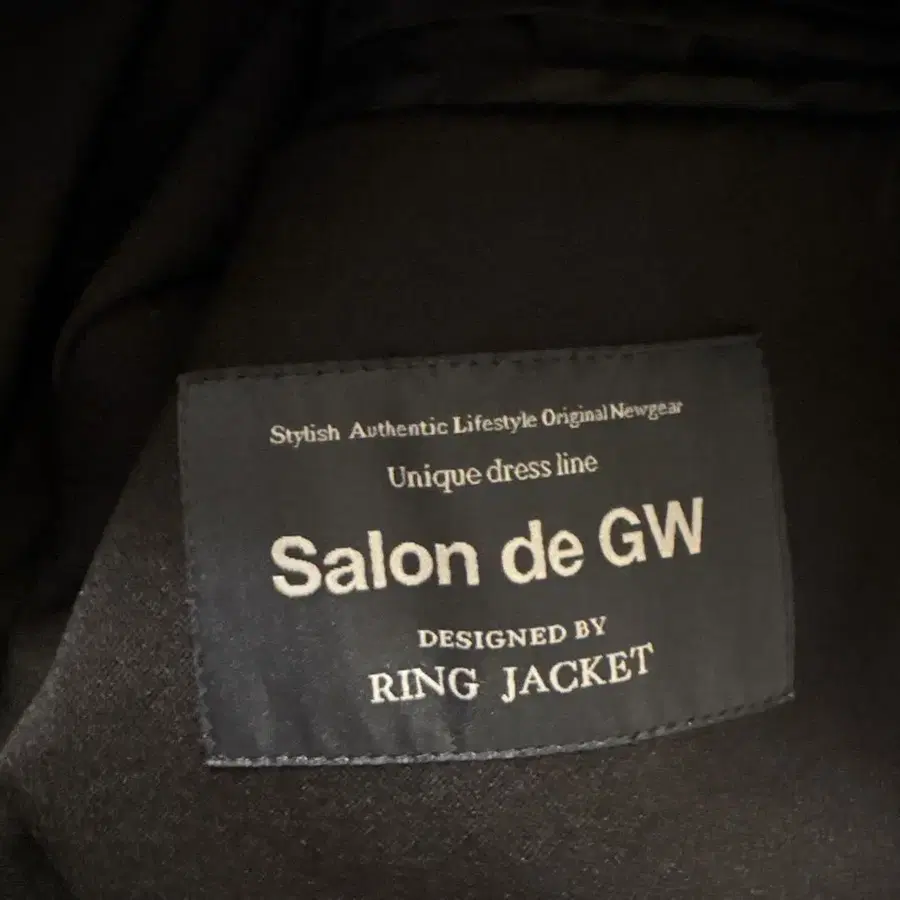 Stylish Authentic Lifestyle Original Newgear
Unique dress line
Salon de GW
DESIGNED BY
RING JACKET